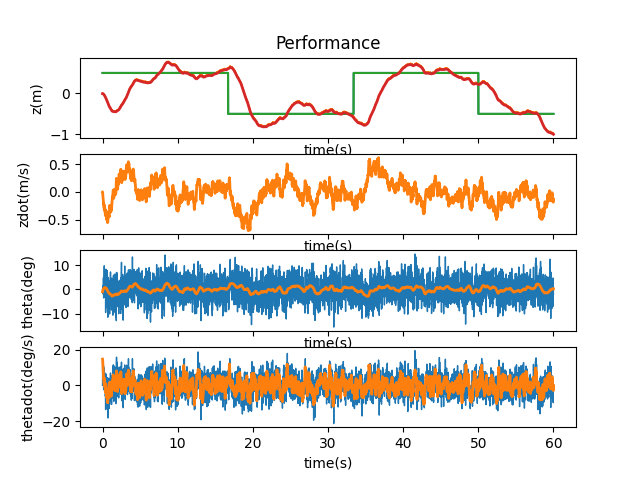 Performance
z(m)
0
−1
time(s)
zdot(m/s)
0.5
0.0
−0.5
time(s)
theta(deg)
10
0
−10
time(s)
thetadot(deg/s)
20
0
−20
0 10 20 30 40 50 60
time(s)